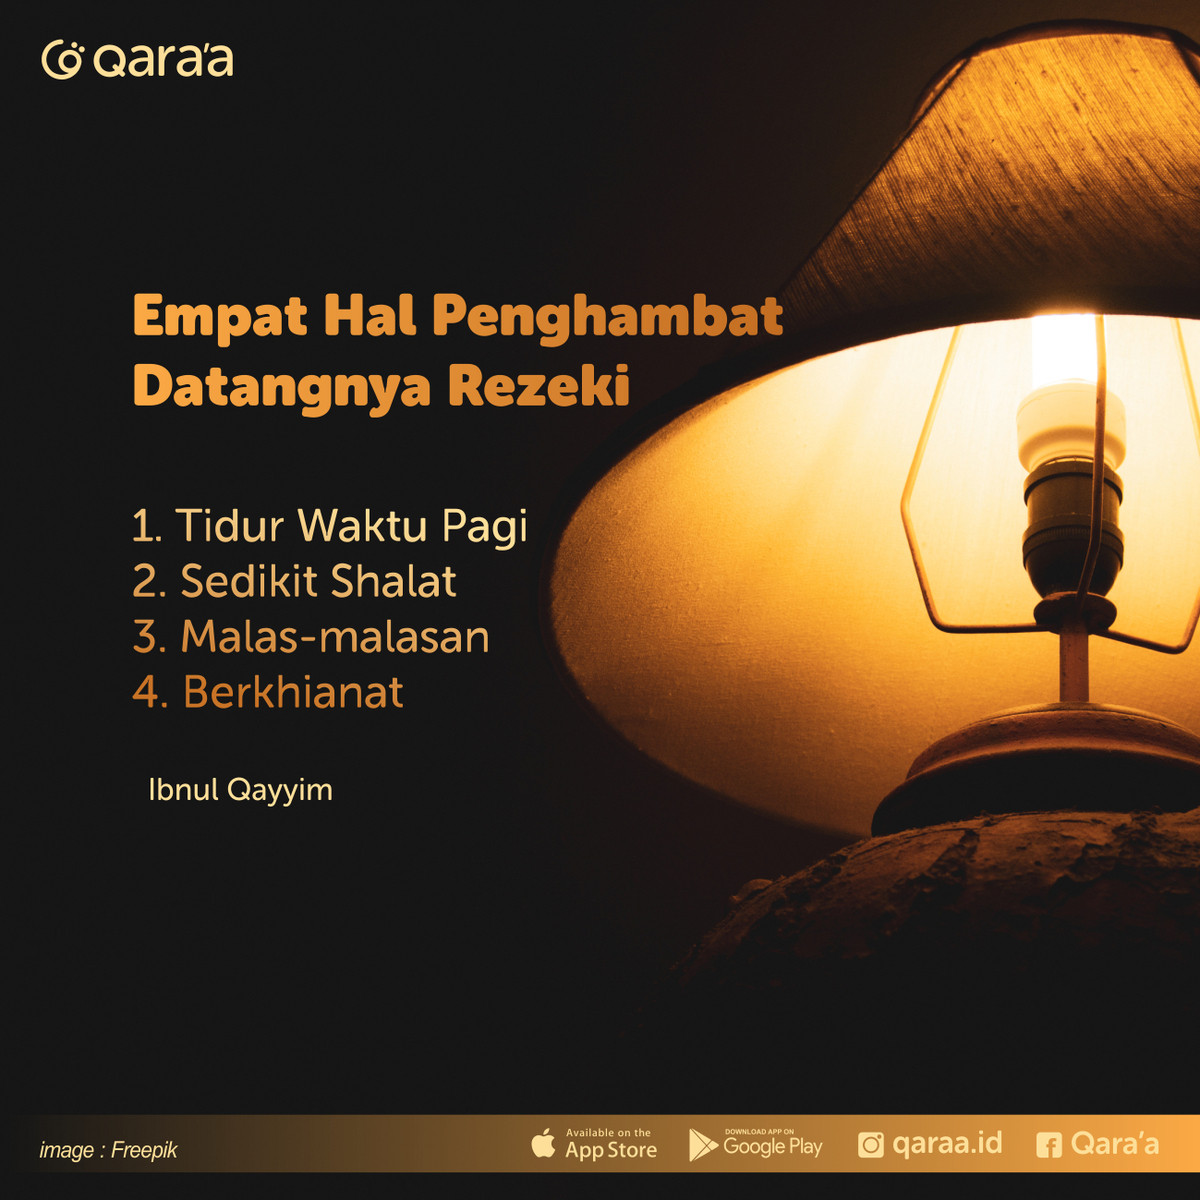 Qara'a
Empat Hal Penghambat
Datangnya Rezeki
1. Tidur Waktu Pagi
2. Sedikit Shalat
3. Malas-malasan
4. Berkhianat
Ibnul Qayyim
image : Freepik
Available on the
App Store
DOWNLOAD APP ON
Google Play
qaraa.id
Qara'a